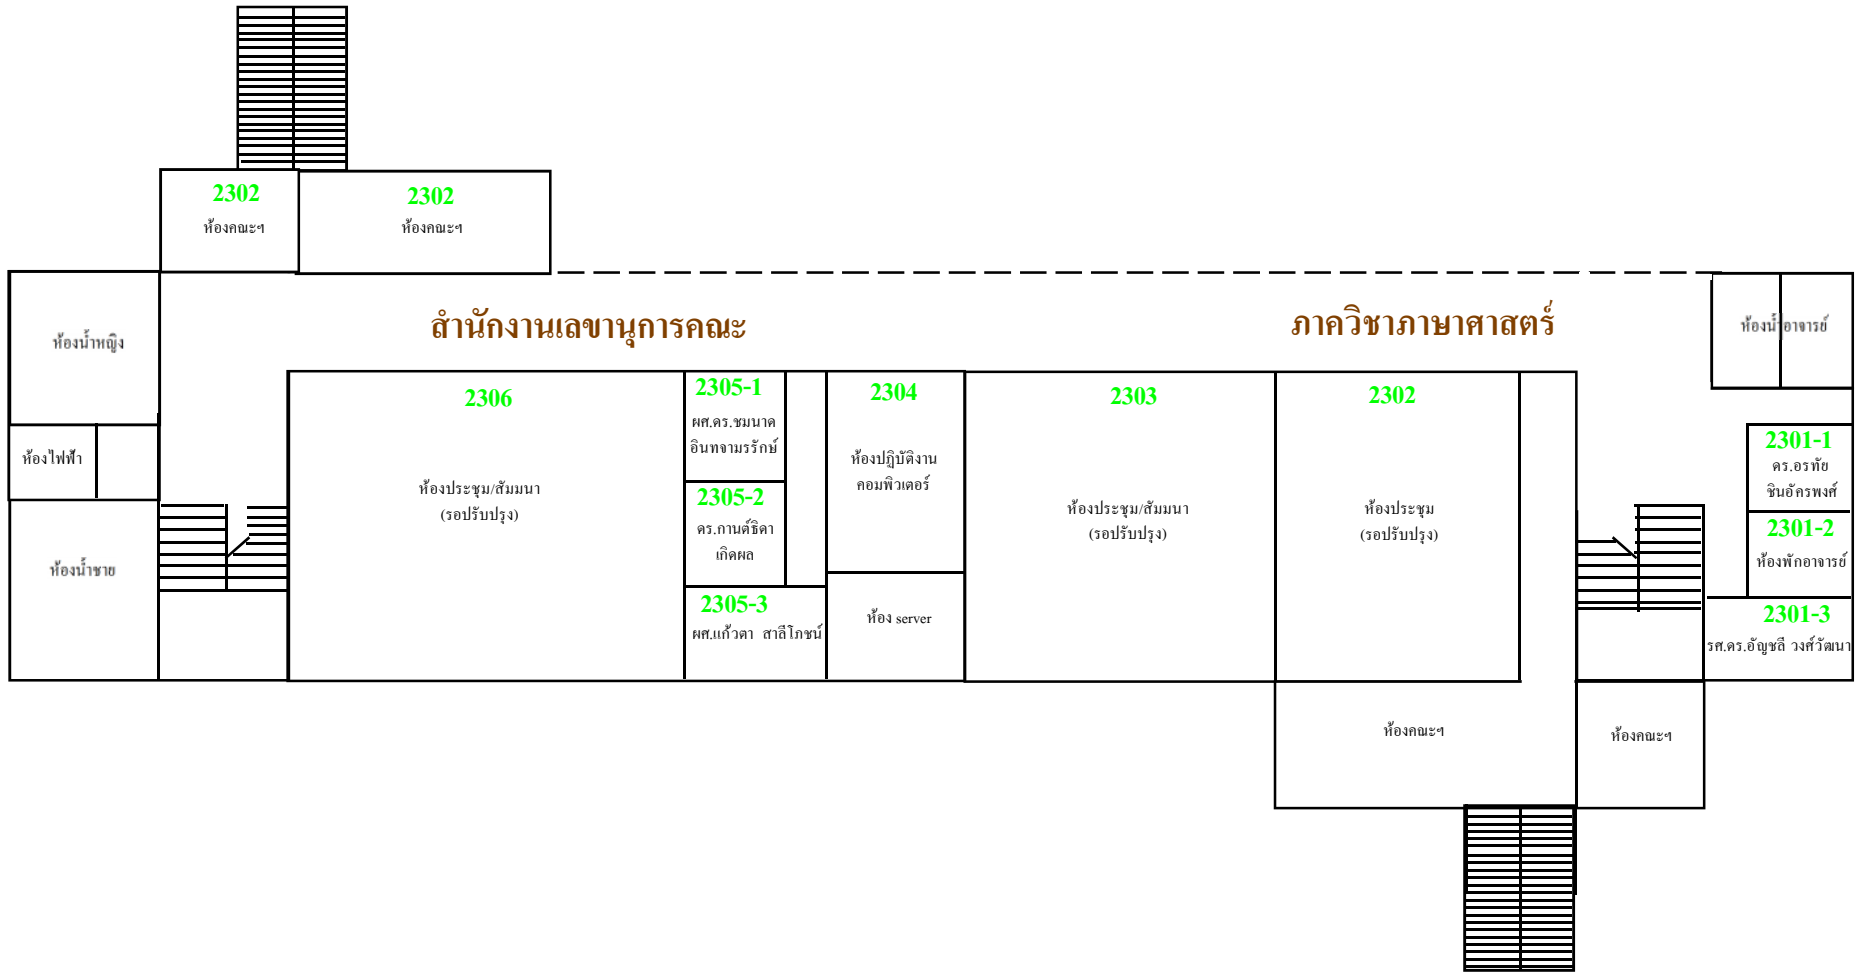 2302
ห้องคณะฯ
2302
ห้องคณะฯ
สำนักงานเลขานุการคณะ
ภาควิชาภาษาศาสตร์
ห้องน้ำหญิง
ห้องน้ำอาจารย์
ห้องไฟฟ้า
ห้องน้ำชาย
2306
ห้องประชุม/สัมมนา
(รอปรับปรุง)
2305-1
ผศ.ดร.ชมนาด
อินทจามรรักษ์
2305-2
ดร.กานต์ธิดา
เกิดผล
2305-3
ผศ.แก้วตา สาลีโภชน์
2304
ห้องปฏิบัติงาน
คอมพิวเตอร์
ห้อง server
2303
ห้องประชุม/สัมมนา
(รอปรับปรุง)
2302
ห้องประชุม
(รอปรับปรุง)
2301-1
ดร.อรทัย
ชินอัครพงศ์
2301-2
ห้องพักอาจารย์
2301-3
รศ.ดร.อัญชลี วงศ์วัฒนา
ห้องคณะฯ
ห้องคณะฯ